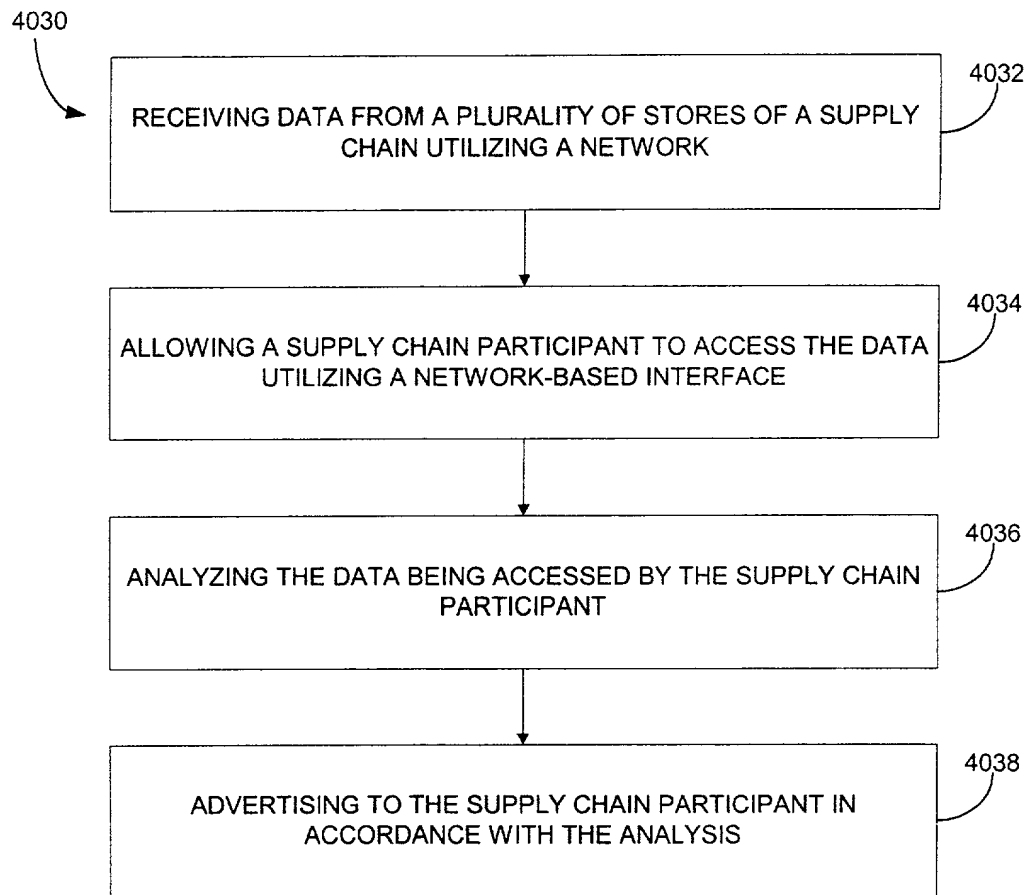 4030
RECEIVING DATA FROM A PLURALITY OF STORES OF A SUPPLY
CHAIN UTILIZING A NETWORK
4032
ALLOWING A SUPPLY CHAIN PARTICIPANT TO ACCESS THE DATA
UTILIZING A NETWORK-BASED INTERFACE
4034
ANALYZING THE DATA BEING ACCESSED BY THE SUPPLY CHAIN
PARTICIPANT
4036
ADVERTISING TO THE SUPPLY CHAIN PARTICIPANT IN
ACCORDANCE WITH THE ANALYSIS
4038